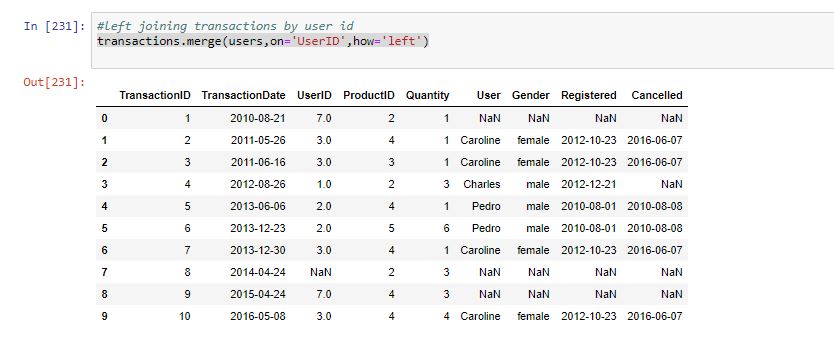 In [231]: #left joining transactions by user id
transactions.merge(users,on='UserID',how='left')
Out[231]:
TransactionID TransactionDate UserID ProductID Quantity User Gender Registered Cancelled
0 1 2010-08-21 7.0 2 1 NaN NaN NaN NaN
1 2 2011-05-26 3.0 4 1 Caroline female 2012-10-23 2016-06-07
2 3 2011-06-16 3.0 3 1 Caroline female 2012-10-23 2016-06-07
3 4 2012-08-26 1.0 2 3 Charles male 2012-12-21 NaN
4 5 2013-06-06 2.0 4 1 Pedro male 2010-08-01 2010-08-08
5 6 2013-12-23 2.0 5 6 Pedro male 2010-08-01 2010-08-08
6 7 2013-12-30 3.0 4 1 Caroline female 2012-10-23 2016-06-07
7 8 2014-04-24 NaN 2 3 NaN NaN NaN NaN
8 9 2015-04-24 7.0 4 3 NaN NaN NaN NaN
9 10 2016-05-08 3.0 4 4 Caroline female 2012-10-23 2016-06-07